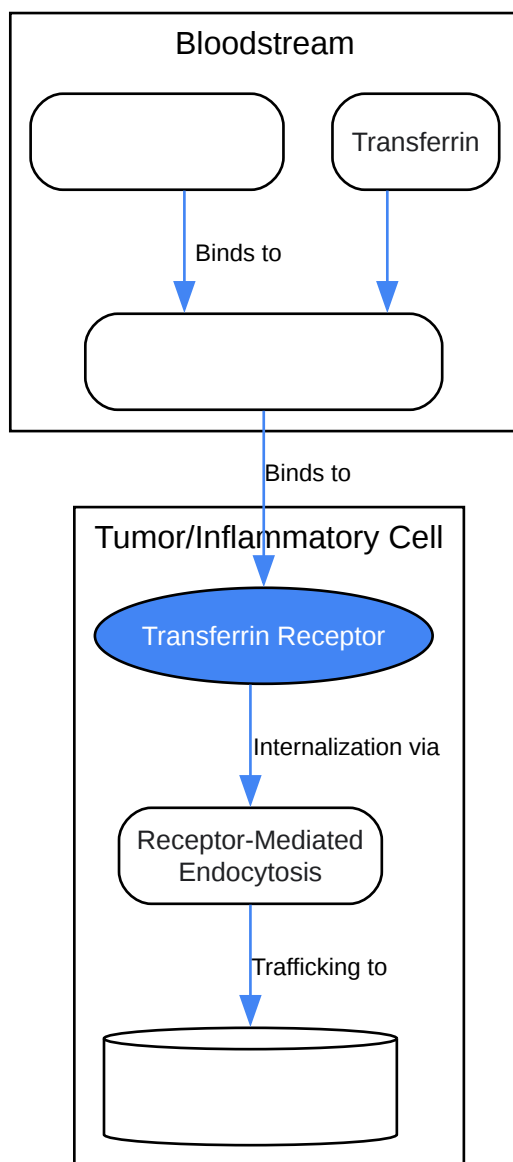 Bloodstream
Transferrin
Binds to
Binds to
Tumor/Inflammatory Cell
Transferrin Receptor
Internalization via
Receptor-Mediated
Endocytosis
Trafficking to